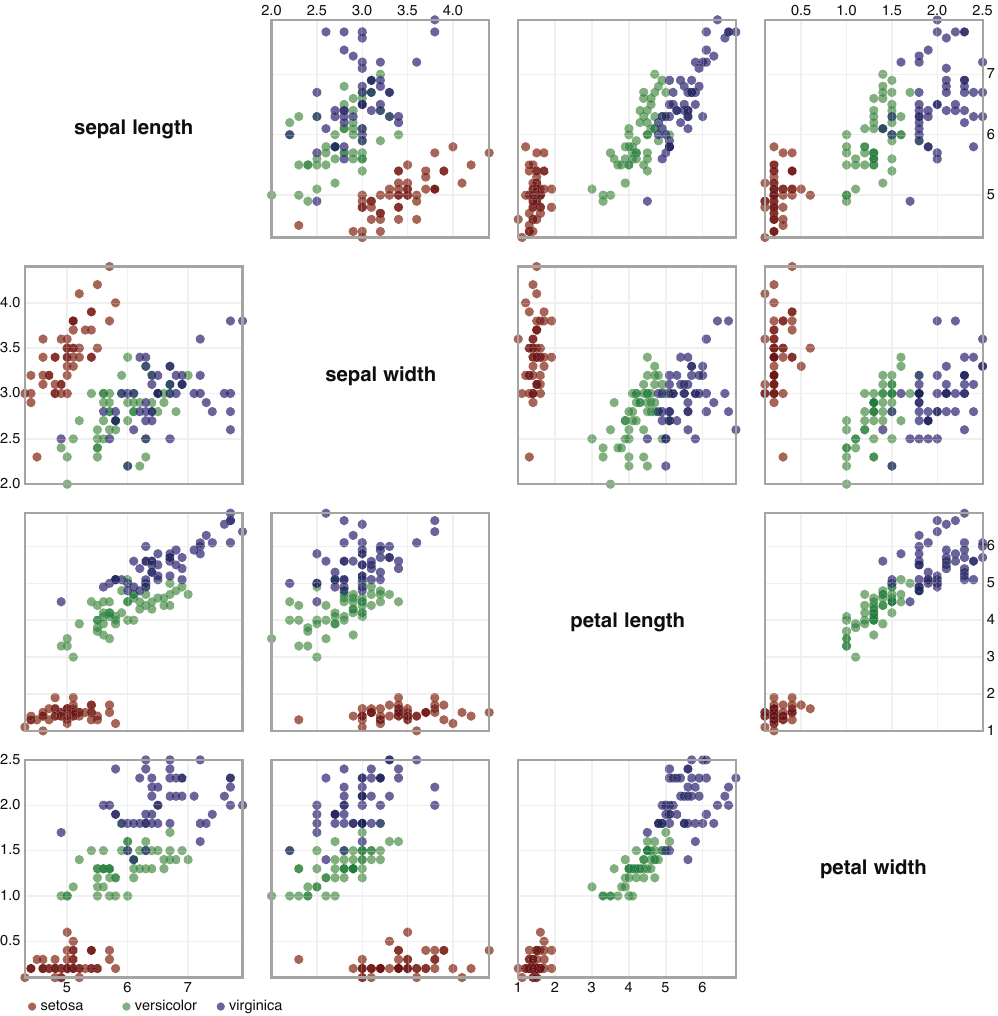 2.0 2.5 3.0 3.5 4.0 0.5 1.0 1.5 2.0 2.5
7
sepal length
6
5
4.0
3.5
sepal width
3.0
2.5
2.0
6
5
petal length
4
3
2
1
2.5
2.0
1.5
petal width
1.0
0.5
5 6 7 1 2 3 4 5 6
setosa versicolor virginica